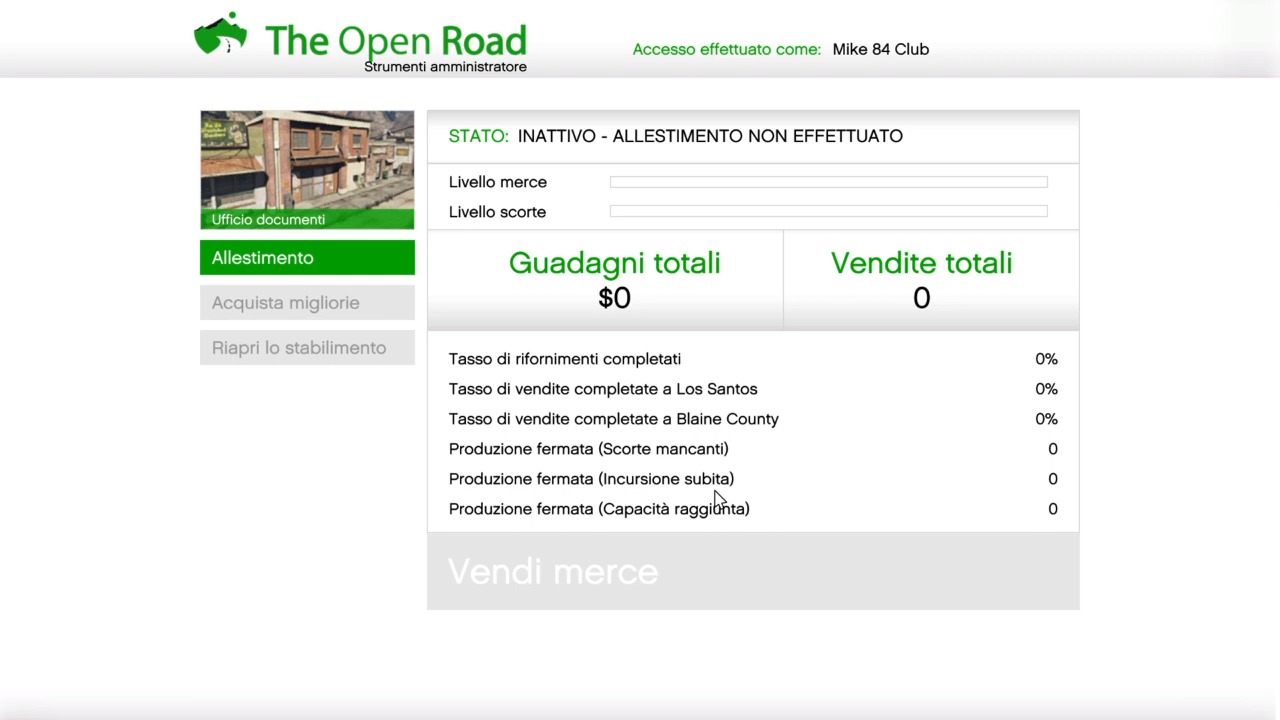 The Open Road
Strumenti amministratore
Accesso effettuato come: Mike 84 Club
Ufficio documenti
Allestimento
Acquista migliorie
Riapri lo stabilimento
STATO: INATTIVO - ALLESTIMENTO NON EFFETTUATO
Livello merce
Livello scorte
Guadagni totali
$0
Vendite totali
0
Tasso di rifornimenti completati 0%
Tasso di vendite completate a Los Santos 0%
Tasso di vendite completate a Blaine County 0%
Produzione fermata (Scorte mancanti) 0
Produzione fermata (Incursione subita) 0
Produzione fermata (Capacità raggiunta) 0
Vendi merce